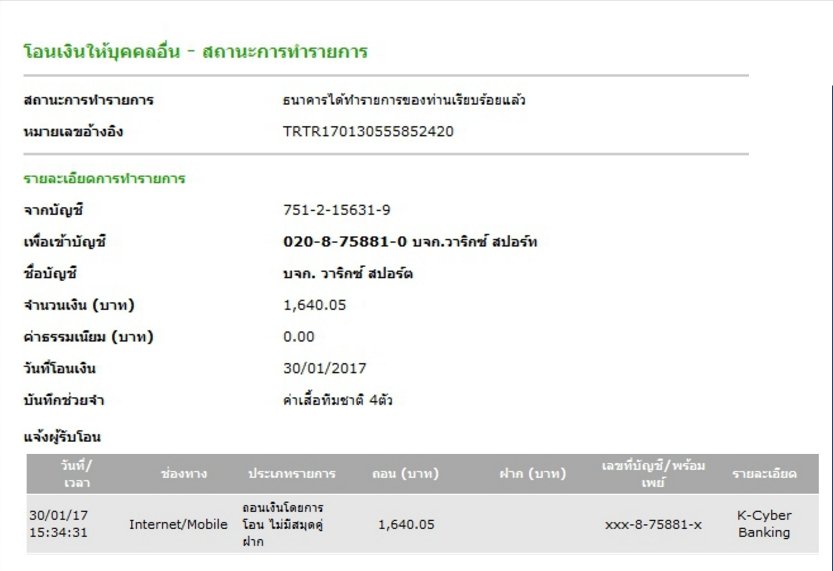 โอนเงินให้บุคคลอื่น - สถานะการทำรายการ
สถานะการทำรายการ ธนาคารได้ทำรายการของท่านเรียบร้อยแล้ว
หมายเลขอ้างอิง TRTR170130555852420
รายละเอียดการทำรายการ
จากบัญชี 751-2-15631-9
เพื่อเข้าบัญชี 020-8-75881-0 บจก.วาริกซ์ สปอร์ท
ชื่อบัญชี บจก. วาริกซ์ สปอร์ต
จำนวนเงิน (บาท) 1,640.05
ค่าธรรมเนียม (บาท) 0.00
วันที่โอนเงิน 30/01/2017
บันทึกช่วยจำ ค่าเสื้อทีมชาติ 4ตัว
แจ้งผู้รับโอน
วันที่/
เวลา ช่องทาง ประเภทรายการ ถอน (บาท) ฝาก (บาท) เลขที่บัญชี/พร้อม
เพย์ รายละเอียด
30/01/17
15:34:31 Internet/Mobile ถอนเงินโดยการ
โอน ไม่มีสมุดคู่
ฝาก 1,640.05 xxx-8-75881-x K-Cyber
Banking